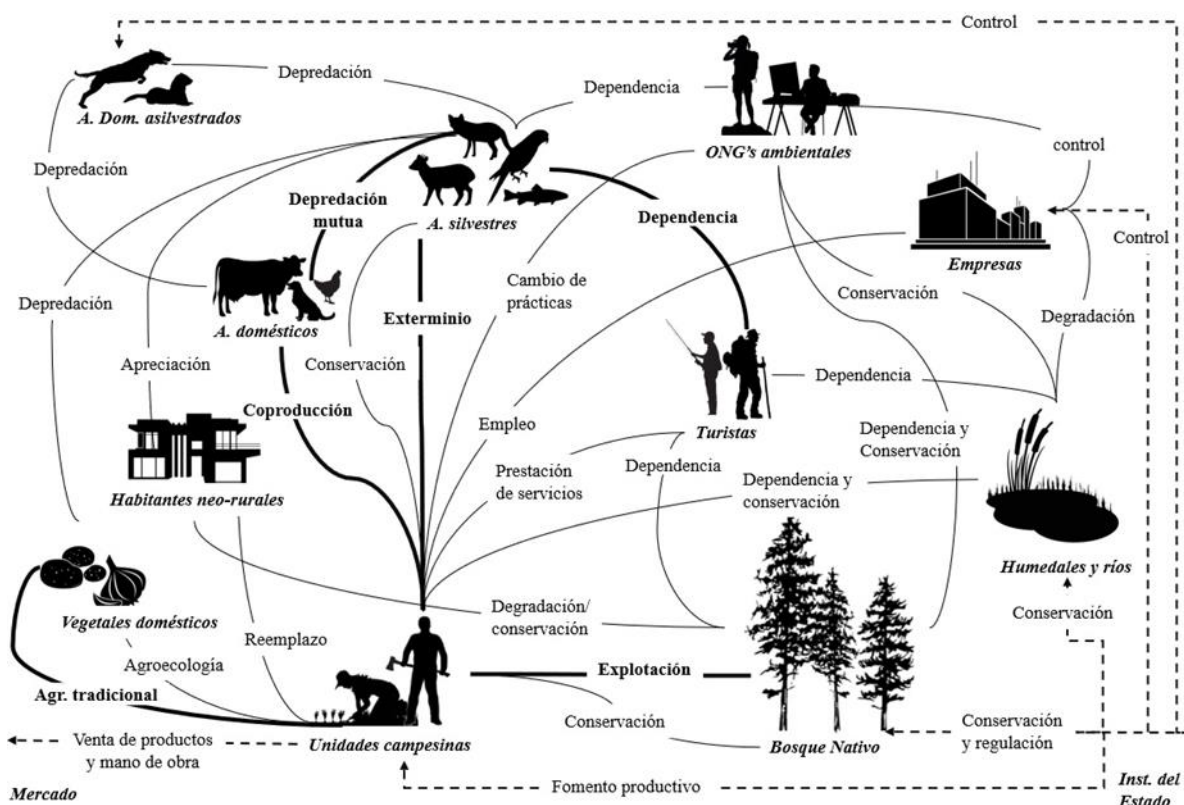 Control
Depredación
Dependencia
A. Dom. asilvestrados
ONG's ambientales
control
Depredación
Depredación
mutua
A. silvestres
Dependencia
Control
Empresas
Cambio de
prácticas
Conservación
Depredación
A. domésticos
Exterminio
Degradación
Apreciación
Conservación
Dependencia
Coproducción
Empleo
Turistas
Dependencia y
Conservación
Habitantes neo-rurales
Prestación
de servicios
Dependencia
Dependencia y
conservación
Humedales y ríos
Degradación/
conservación
Conservación
Vegetales domésticos
Reemplazo
Agroecología
Explotación
Agr. tradicional
Conservación
Conservación
y regulación
Venta de productos
y mano de obra
Unidades campesinas
Bosque Nativo
Fomento productivo
Mercado
Inst. del
Estado